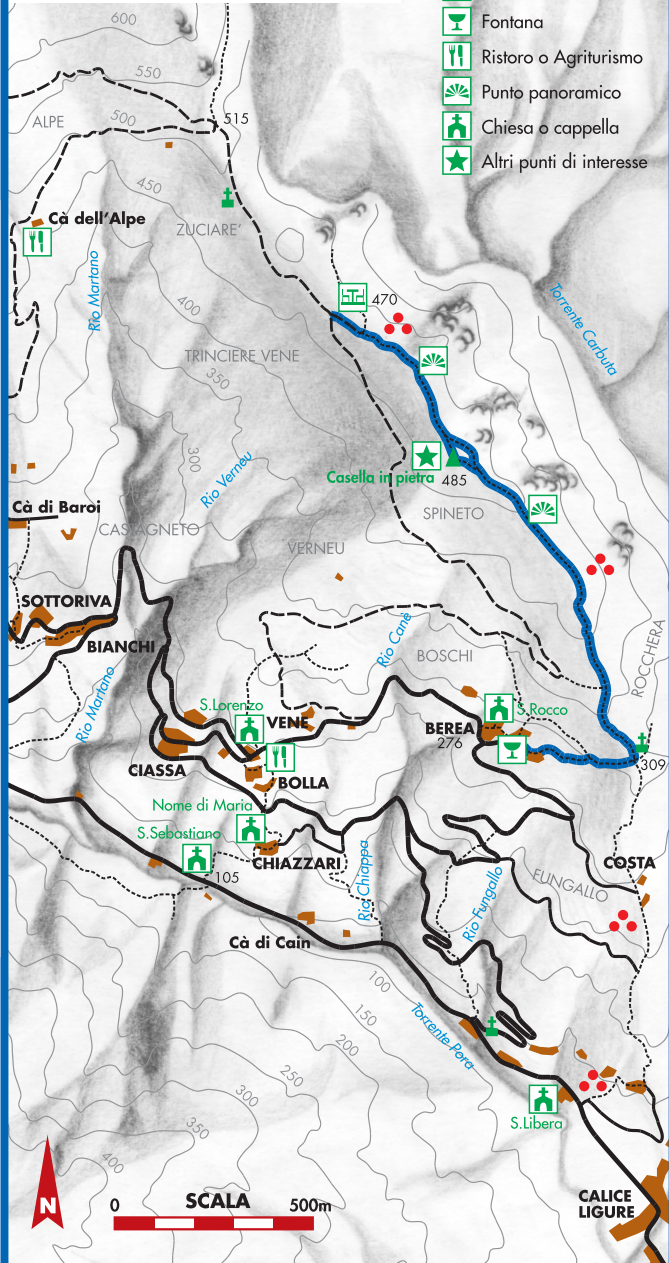 600
Fontana
Ristoro o Agriturismo
550
Punto panoramico
ALPE
500
515
Chiesa o cappella
Altri punti di interesse
450
Cà dell'Alpe
ZUCIARE'
Rio Martano
470
400
Torrente Carbuta
TRINCIERE VENE
350
300
Rio Verneu
Casella in pietra
485
Cà di Baroi
SPINETO
CASTAGNETO
VERNEU
SOTTORIVA
BIANCHI
Rio Cane
BOSCHI
ROCCHERA
Rio Martano
S.Lorenzo
S.Rocco
VENE
BEREA
276
309
CIASSA
BOLLA
Nome di Maria
S.Sebastiano
CHIAZZARI
COSTA
105
Rio Chiappa
Rio Fungallo
FUNGALLO
Cà di Cain
100
150
200
Torrente Pora
250
300
350
400
S.Libera
N
SCALA
0 500m
CALICE
LIGURE